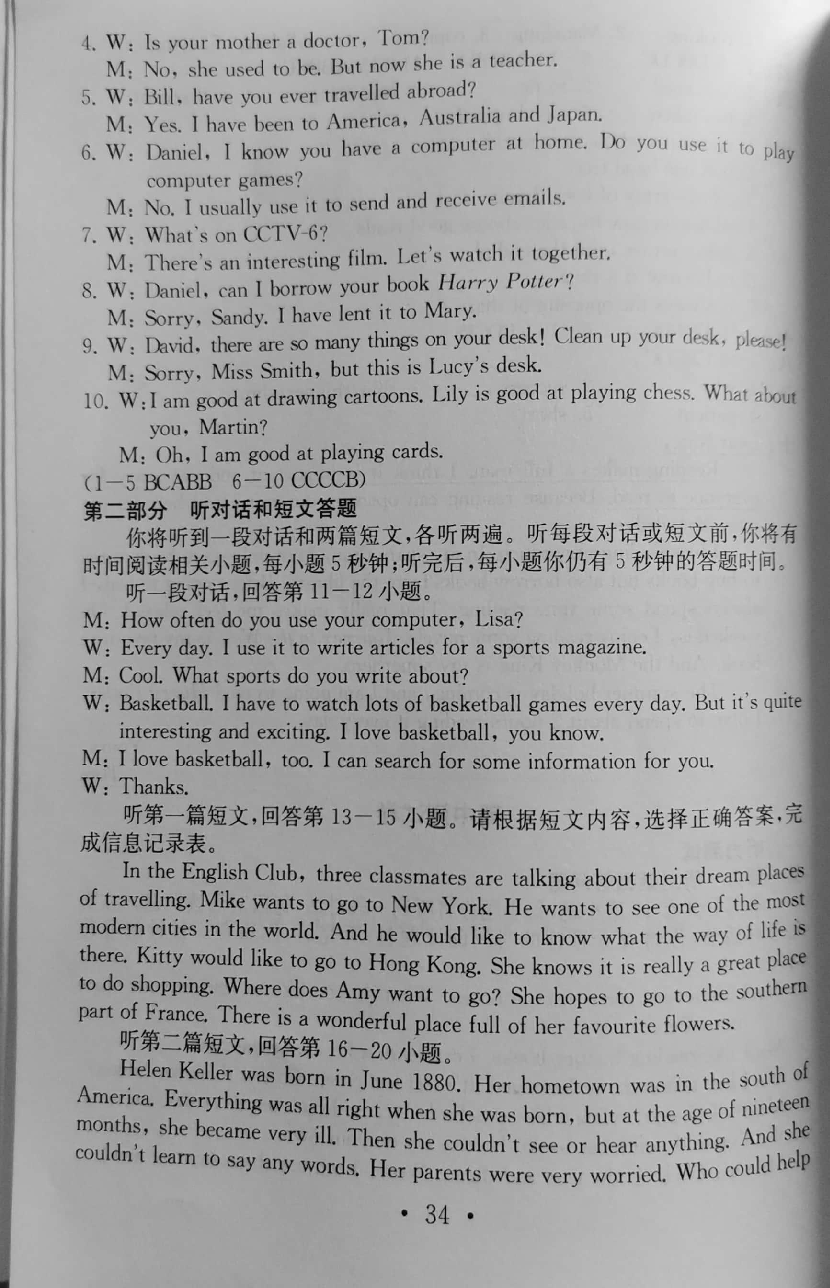 4. W: Is your mother a doctor, Tom?
M: No, she used to be. But now she is a teacher.
5. W: Bill, have you ever travelled abroad?
M: Yes. I have been to America, Australia and Japan.
6. W: Daniel, I know you have a computer at home. Do you use it to play
computer games?
M: No. I usually use it to send and receive emails.
7. W: What's on CCTV-6?
M: There's an interesting film. Let's watch it together.
8. W: Daniel, can I borrow your book Harry Potter?
M: Sorry, Sandy. I have lent it to Mary.
9. W: David, there are so many things on your desk! Clean up your desk, please!
M: Sorry, Miss Smith, but this is Lucy's desk.
10. W:I am good at drawing cartoons. Lily is good at playing chess. What about
you, Martin?
M: Oh, I am good at playing cards.
(1-5 BCABB 6-10 CCCCB)
第二部分 听对话和短文答题
你将听到一段对话和两篇短文,各听两遍。听每段对话或短文前,你将有
时间阅读相关小题,每小题5秒钟;听完后,每小题你仍有5秒钟的答题时间。
听一段对话,回答第11-12小题。
M: How often do you use your computer, Lisa?
W: Every day. I use it to write articles for a sports magazine.
M: Cool. What sports do you write about?
W: Basketball. I have to watch lots of basketball games every day. But it's quite
interesting and exciting. I love basketball, you know.
M: I love basketball, too. I can search for some information for you.
W: Thanks.
听第一篇短文,回答第13-15小题。请根据短文内容,选择正确答案,完
成信息记录表。
In the English Club, three classmates are talking about their dream places
of travelling. Mike wants to go to New York. He wants to see one of the most
modern cities in the world. And he would like to know what the way of life is
there. Kitty would like to go to Hong Kong. She knows it is really a great place
to do shopping. Where does Amy want to go? She hopes to go to the southern
part of France. There is a wonderful place full of her favourite flowers.
听第二篇短文,回答第16-20小题。
Helen Keller was born in June 1880. Her hometown was in the south of
America. Everything was all right when she was born, but at the age of nineteen
months, she became very ill. Then she couldn't see or hear anything. And she
couldn't learn to say any words. Her parents were very worried. Who could help
• 34 •